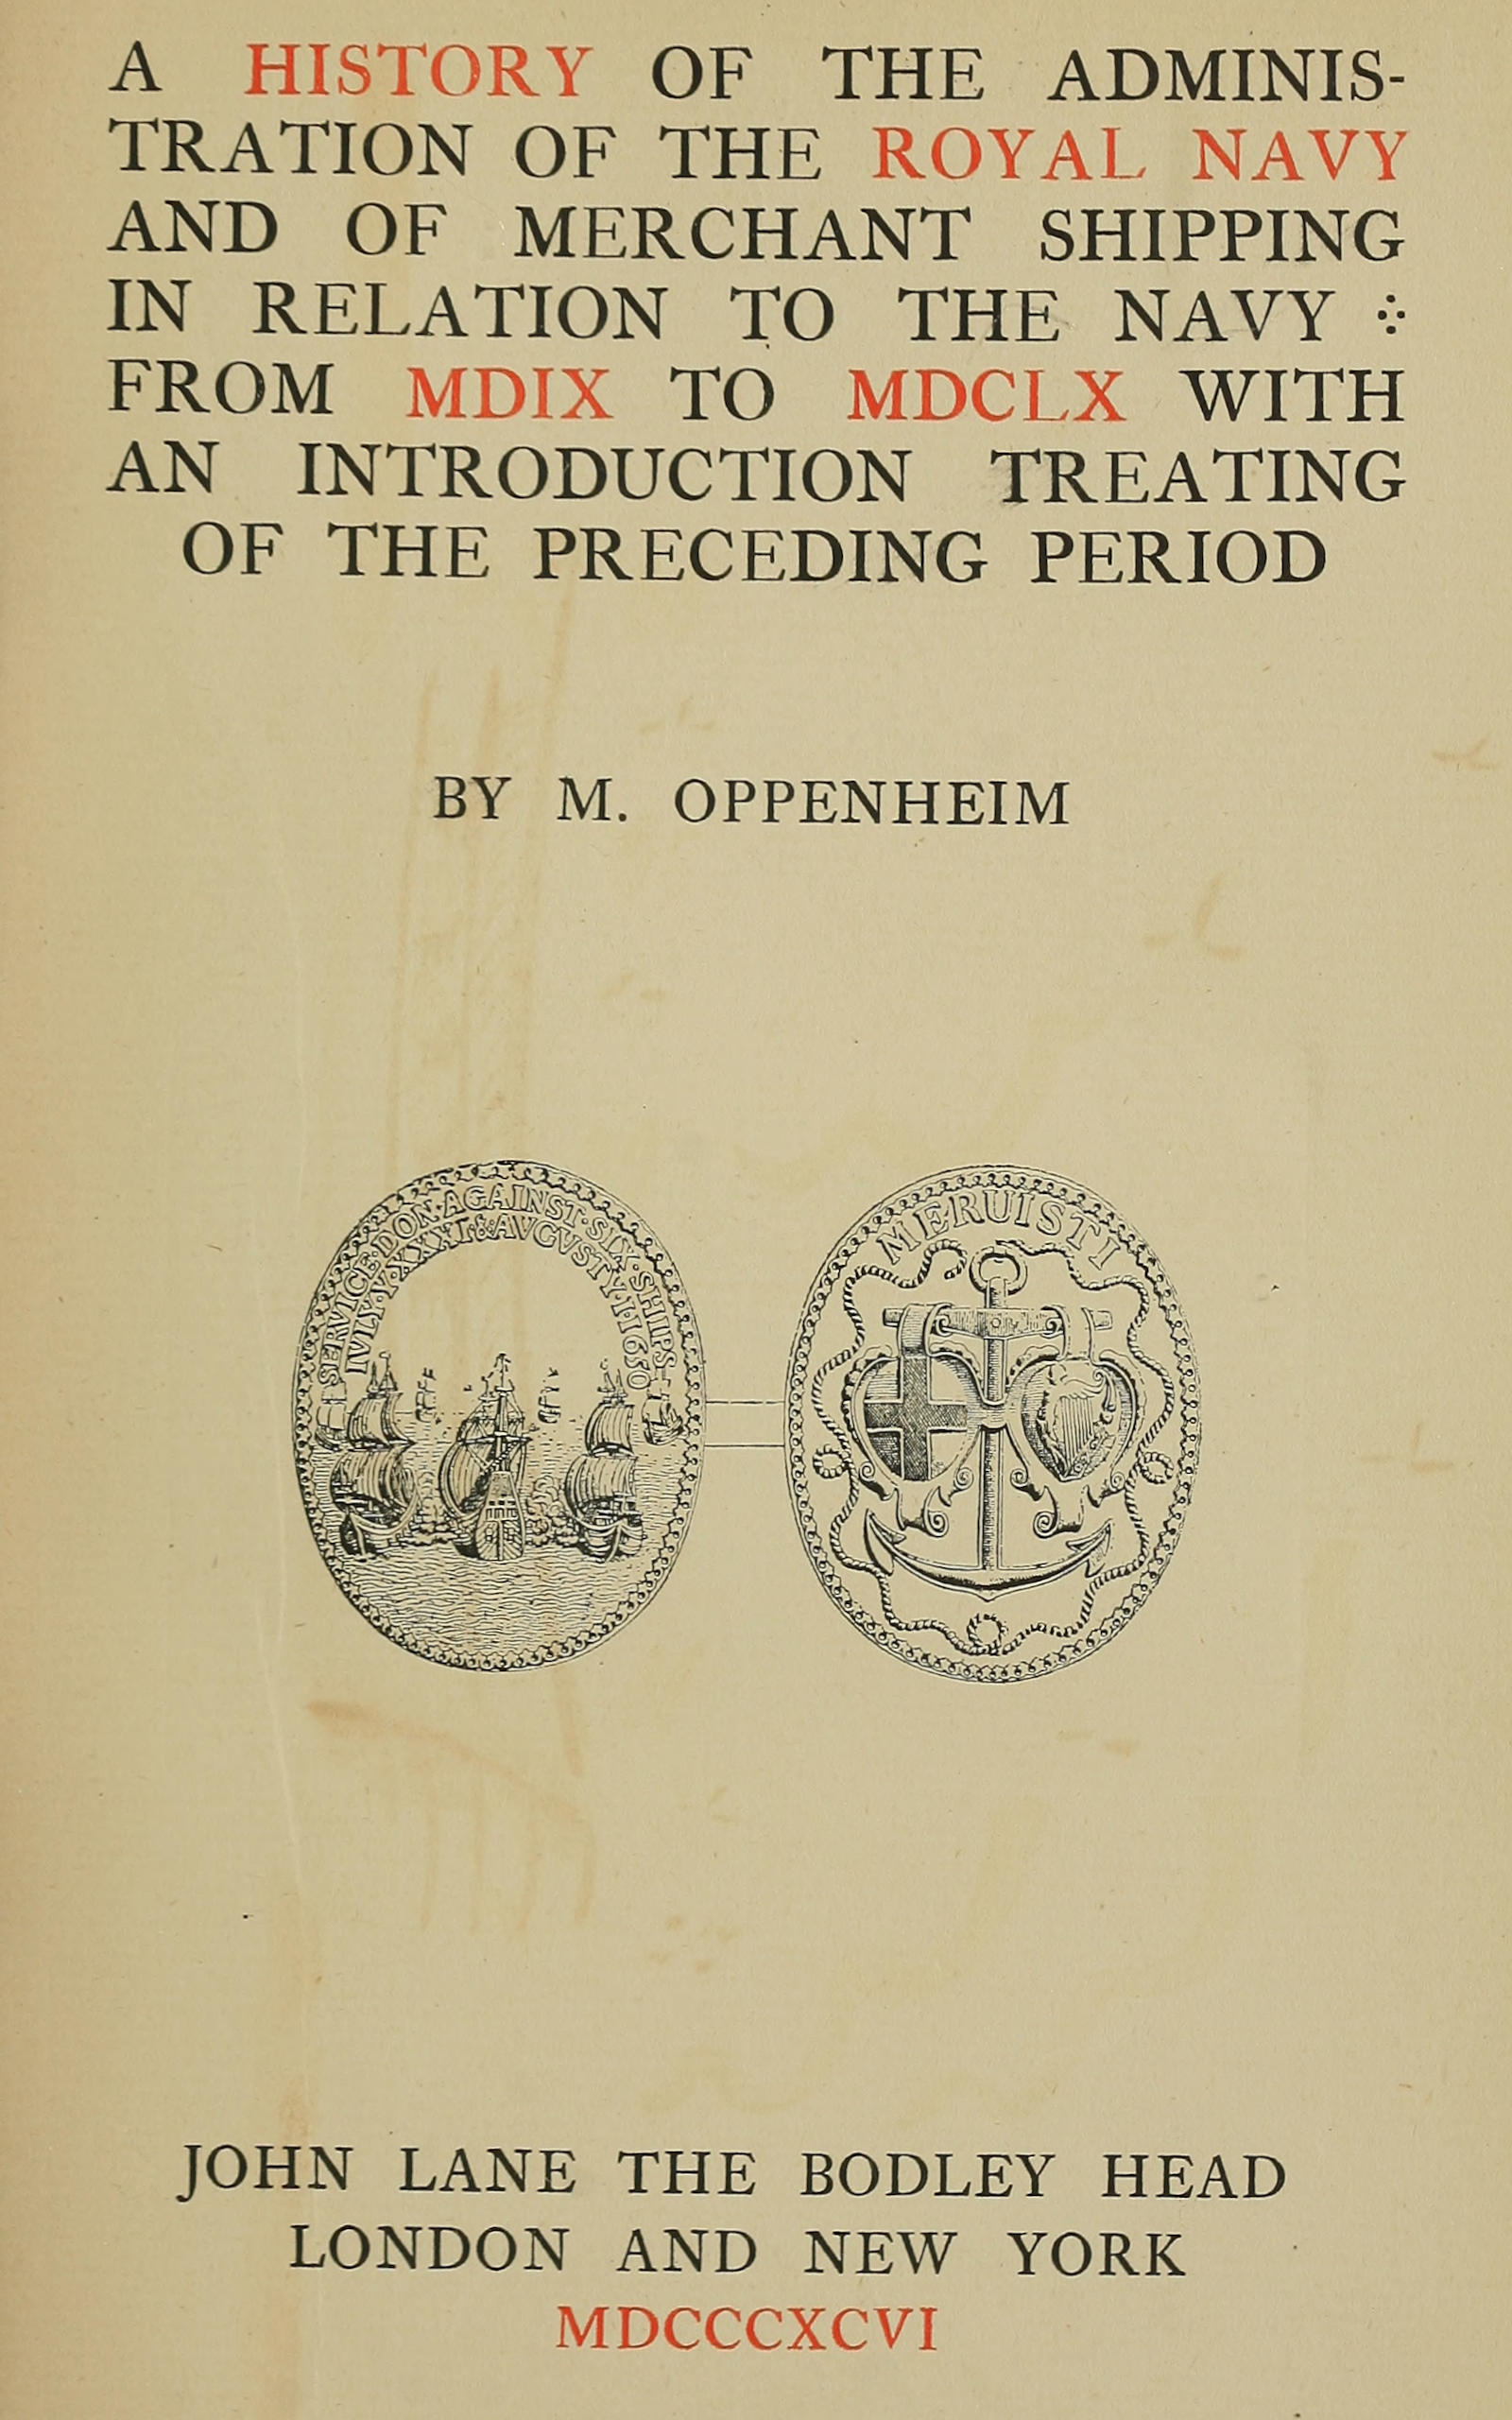 A HISTORY OF THE ADMINIS-
TRATION OF THE ROYAL NAVY
AND OF MERCHANT SHIPPING
IN RELATION TO THE NAVY
FROM MDIX TO MDCLX WITH
AN INTRODUCTION TREATING
OF THE PRECEDING PERIOD
BY M. OPPENHEIM
SERVICE·DON·AGAINST·SIX·SHIPS
IVLY·Y·XXXI·&·AVGVSTY·1·1650
MERUISTI
JOHN LANE THE BODLEY HEAD
LONDON AND NEW YORK
MDCCCXCVI